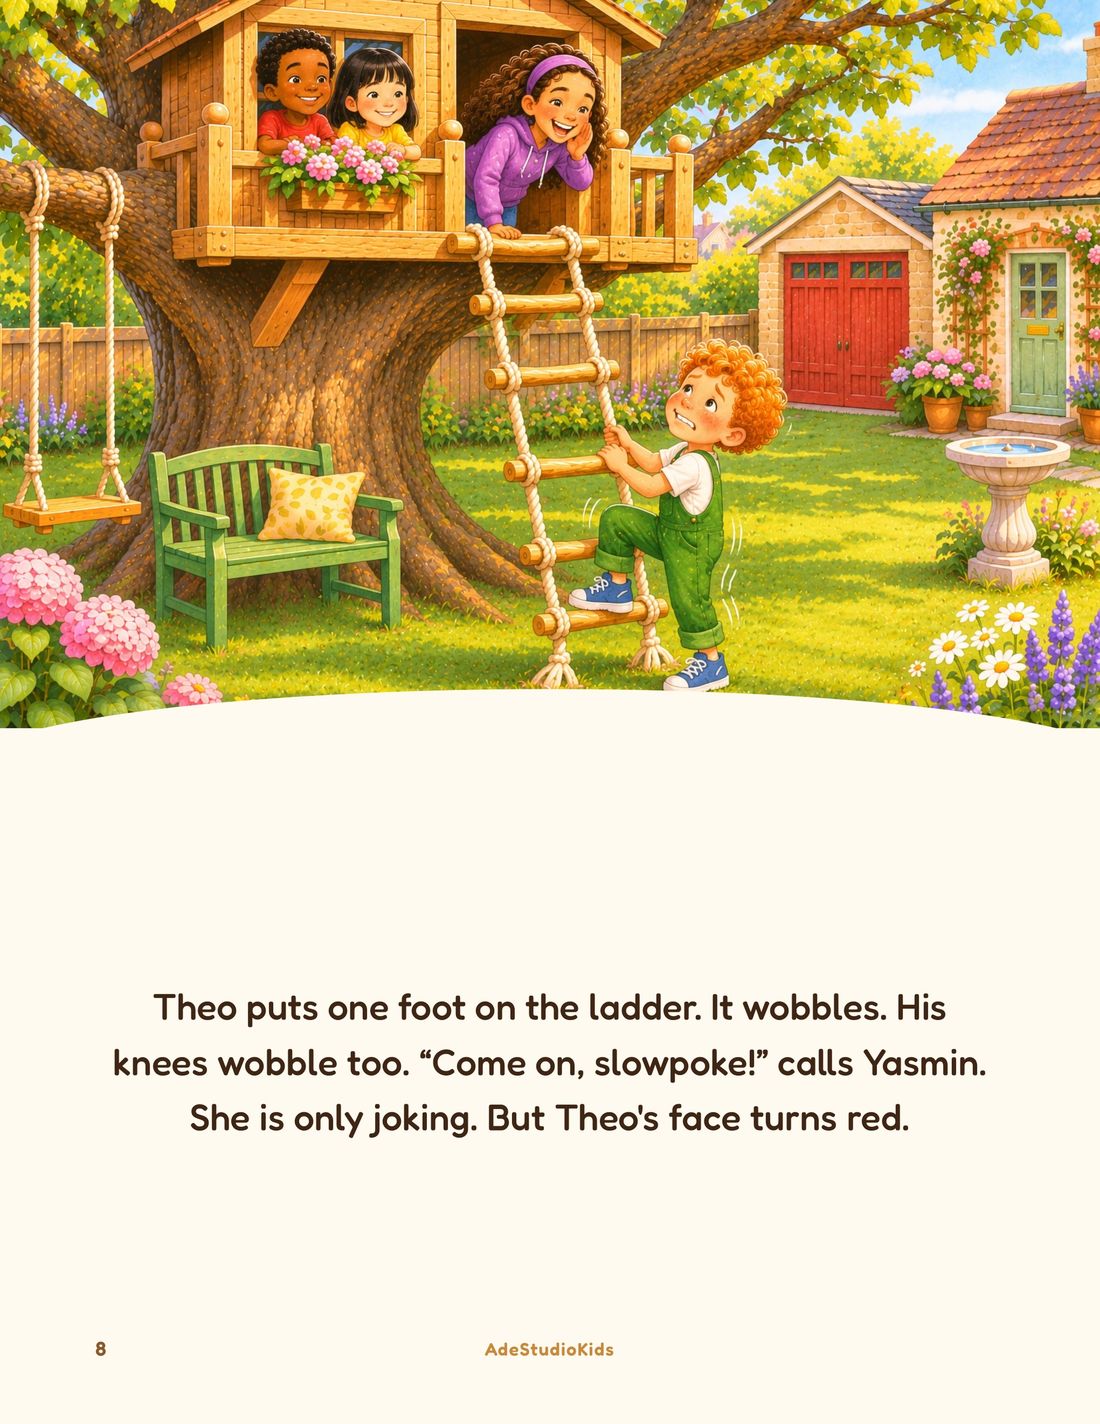 Theo puts one foot on the ladder. It wobbles. His
knees wobble too. “Come on, slowpoke!” calls Yasmin.
She is only joking. But Theo's face turns red.
8
AdeStudioKids